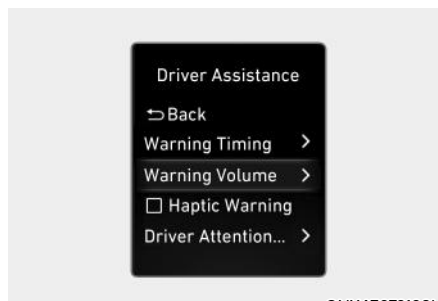 Driver Assistance
Back
Warning Timing
Warning Volume
Haptic Warning
Driver Attention...